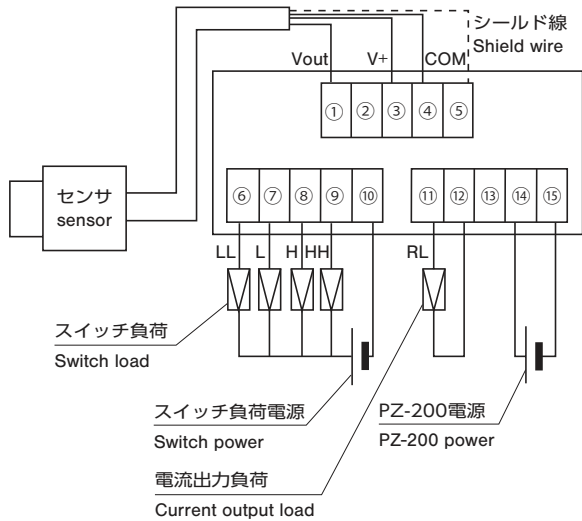 シールド線
Shield wire
Vout V+ COM
① ② ③ ④ ⑤
センサ
sensor
⑥ ⑦ ⑧ ⑨ ⑩ ⑪ ⑫ ⑬ ⑭ ⑮
LL L H HH RL
スイッチ負荷
Switch load
スイッチ負荷電源
Switch power
PZ-200電源
PZ-200 power
電流出力負荷
Current output load